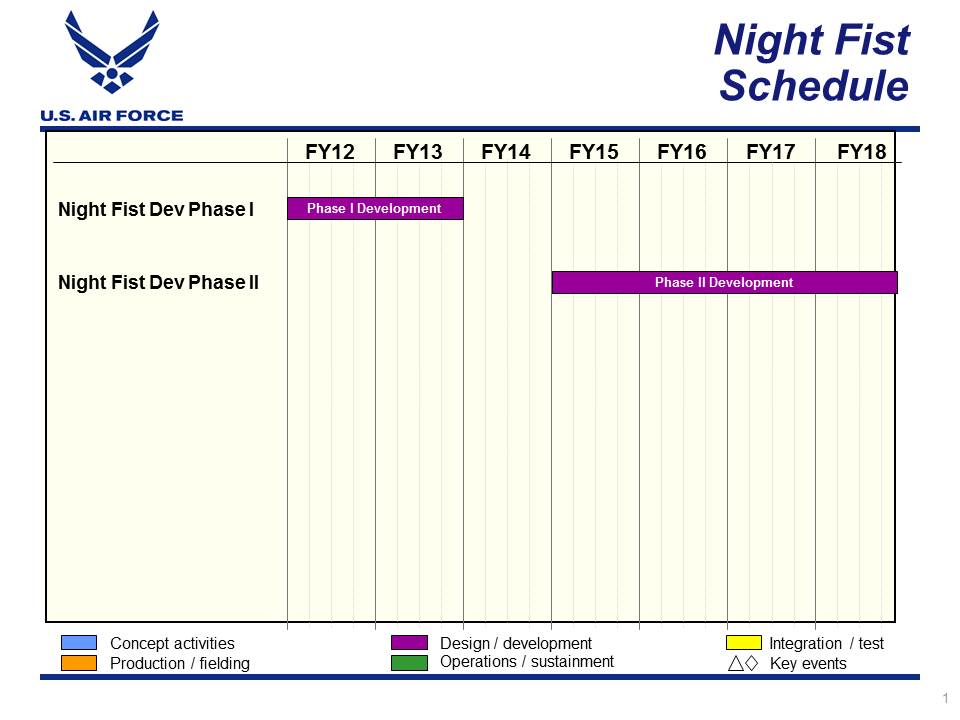 Night Fist
Schedule
U.S. AIR FORCE
FY12 FY13 FY14 FY15 FY16 FY17 FY18
Night Fist Dev Phase I
Phase I Development
Night Fist Dev Phase II
Phase II Development
Concept activities
Design / development
Integration / test
Production / fielding
Operations / sustainment
Key events
1